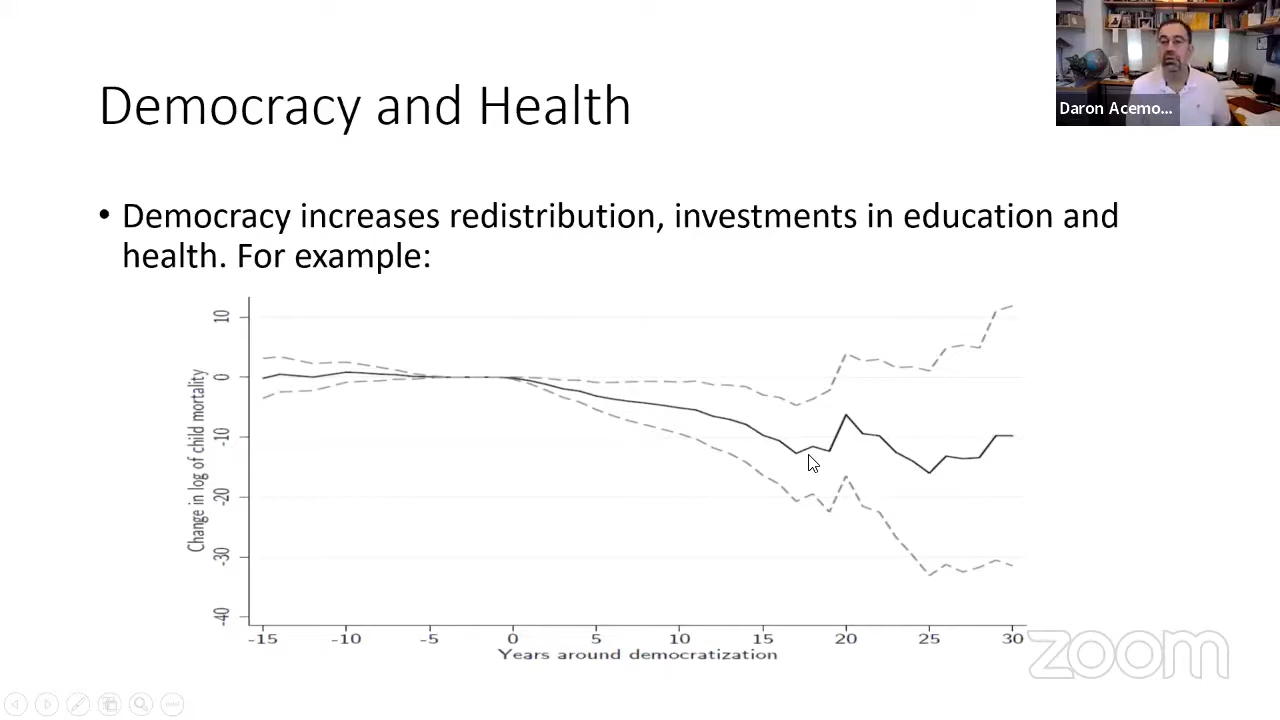 Daron Acemo...
Democracy and Health
• Democracy increases redistribution, investments in education and
health. For example:
Change in log of child mortality
10
0
-10
-20
-30
-40
-15 -10 -5 0 5 10 15 20 25 30
Years around democratization
zoom